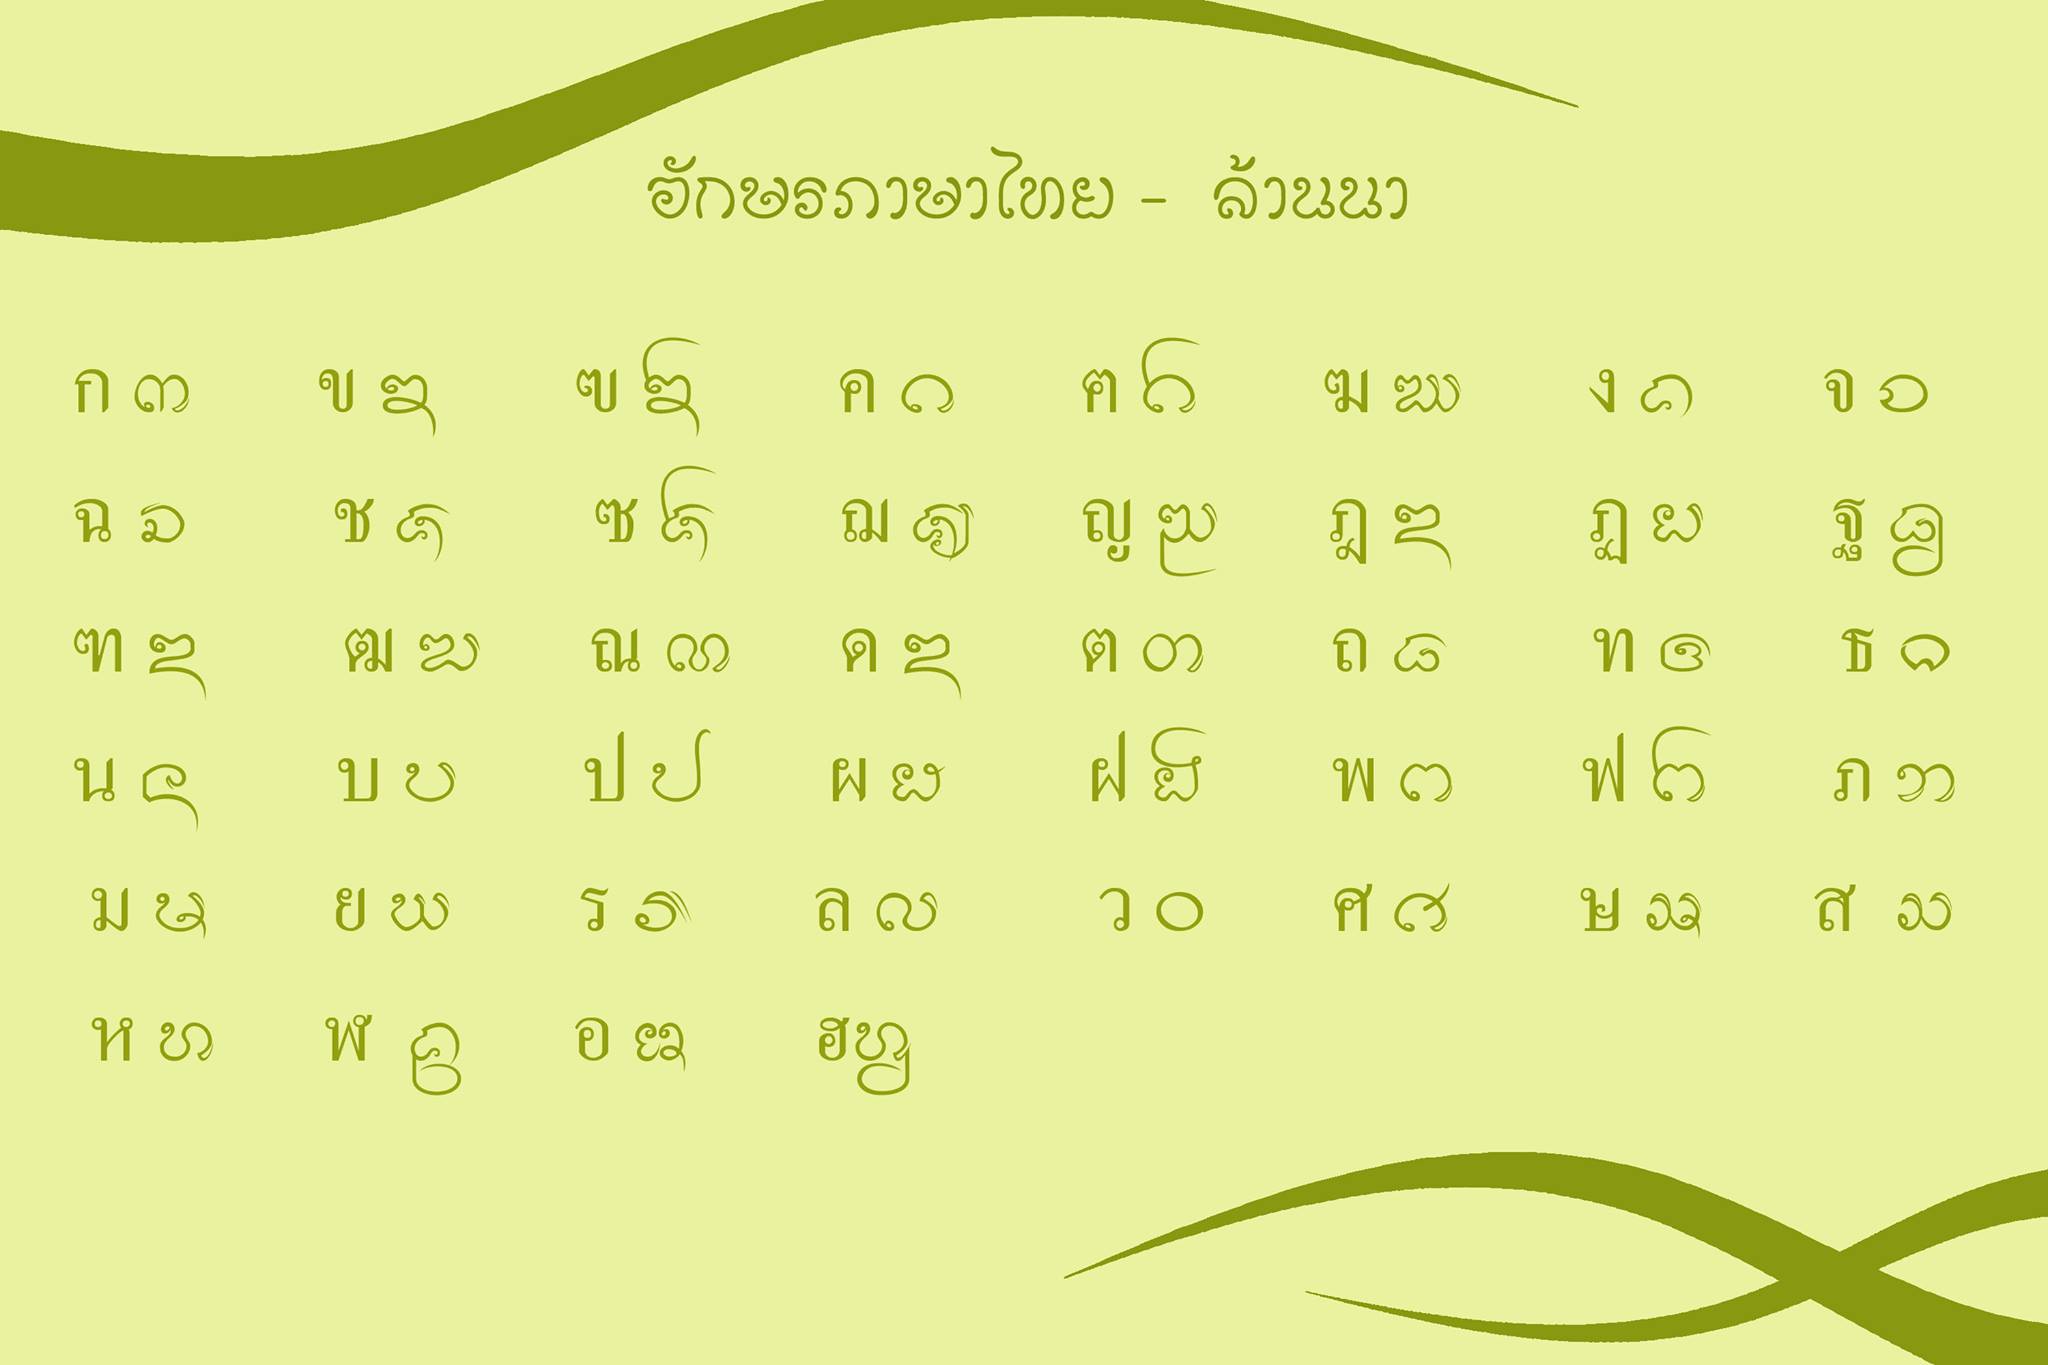 อักษรภาษาไทย - ล้านนา
ก ᨠ ข ᨡ ฃ ᨢ ค ᨣ ฅ ᨤ ฆ ᨥ ง ᨦ จ ᨧ
ฉ ᨨ ช ᨩ ซ ᨪ ฌ ᨫ ญ ᨬ ฎ ᨯ ฏ ᨭ ฐ ᨮ
ฑ ᨯ ฒ ᨰ ณ ᨱ ด ᨯ ต ᨲ ถ ᨳ ท ᨴ ธ ᨵ
น ᨶ บ ᨷ ป ᨸ ผ ᨹ ฝ ᨺ พ ᨻ ฟ ᨼ ภ ᨽ
ม ᨾ ย ᨿ ร ᩁ ล ᩃ ว ᩅ ศ ᩆ ษ ᩇ ส ᩈ
ห ᩉ ฬ ᩊ อ ᩋ ฮ ᩌ